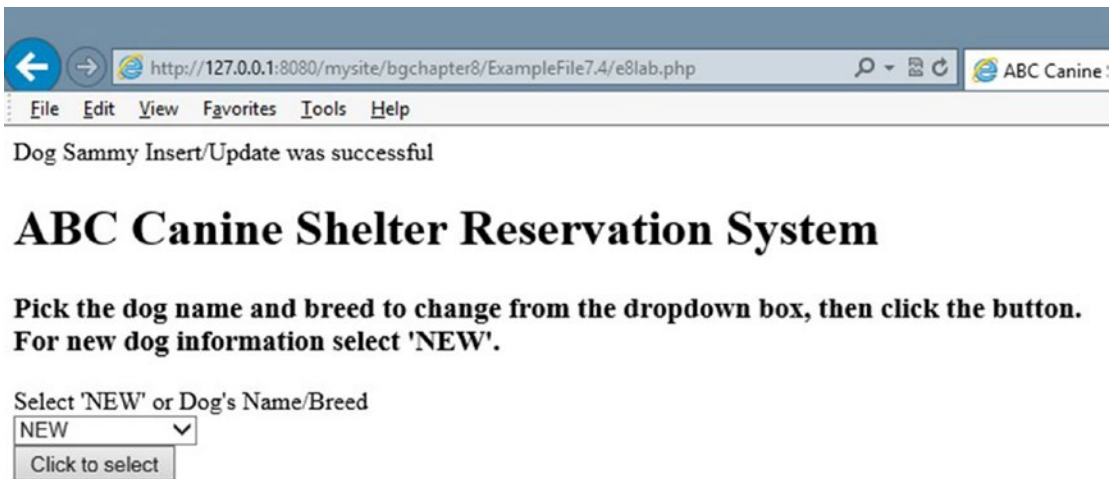 http://127.0.0.1:8080/mysite/bgchapter8/ExampleFile7.4/e8lab.php
ABC Canine
File Edit View Favorites Tools Help
Dog Sammy Insert/Update was successful
ABC Canine Shelter Reservation System
Pick the dog name and breed to change from the dropdown box, then click the button.
For new dog information select 'NEW'.
Select 'NEW' or Dog's Name/Breed
NEW
Click to select